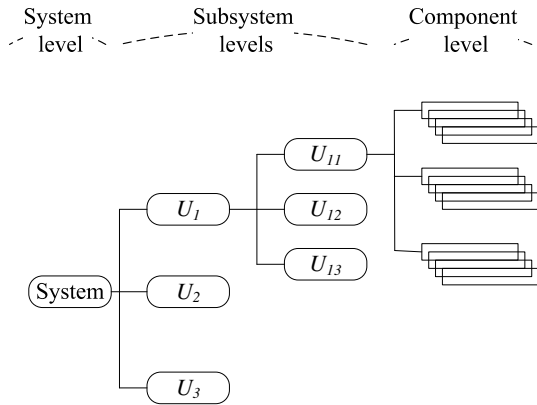 System level
Subsystem levels
Component level
U11
U1
U12
U13
System
U2
U3